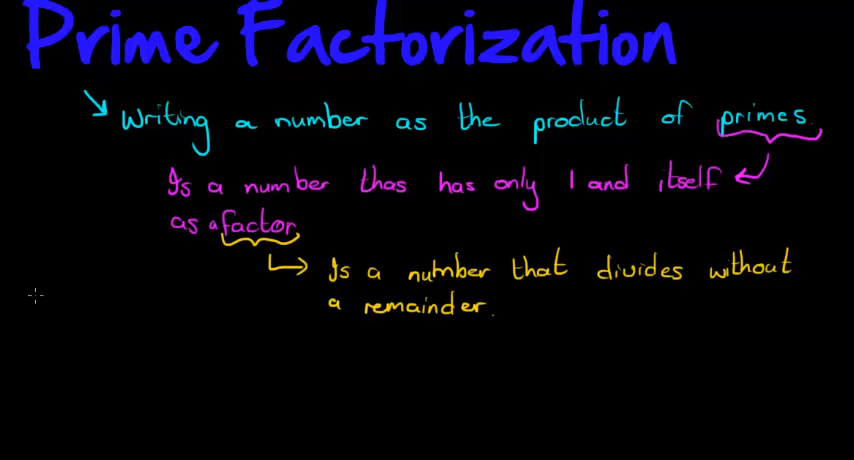 Prime Factorization
Writing a number as the product of primes.
Is a number thas has only 1 and itself
as a factor
Is a number that divides without
a remainder.